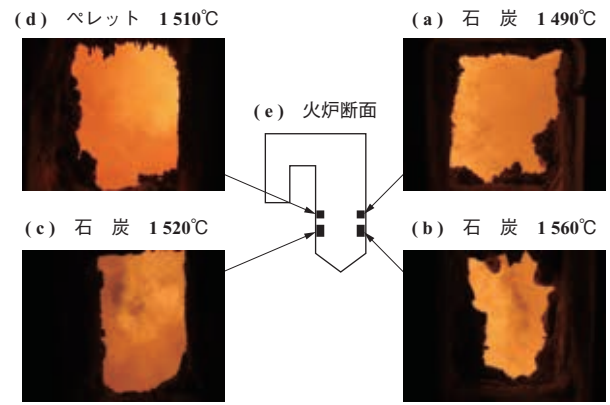 (d) ペレット 1 510℃
(a) 石 炭 1 490℃
(e) 火炉断面
(c) 石 炭 1 520℃
(b) 石 炭 1 560℃